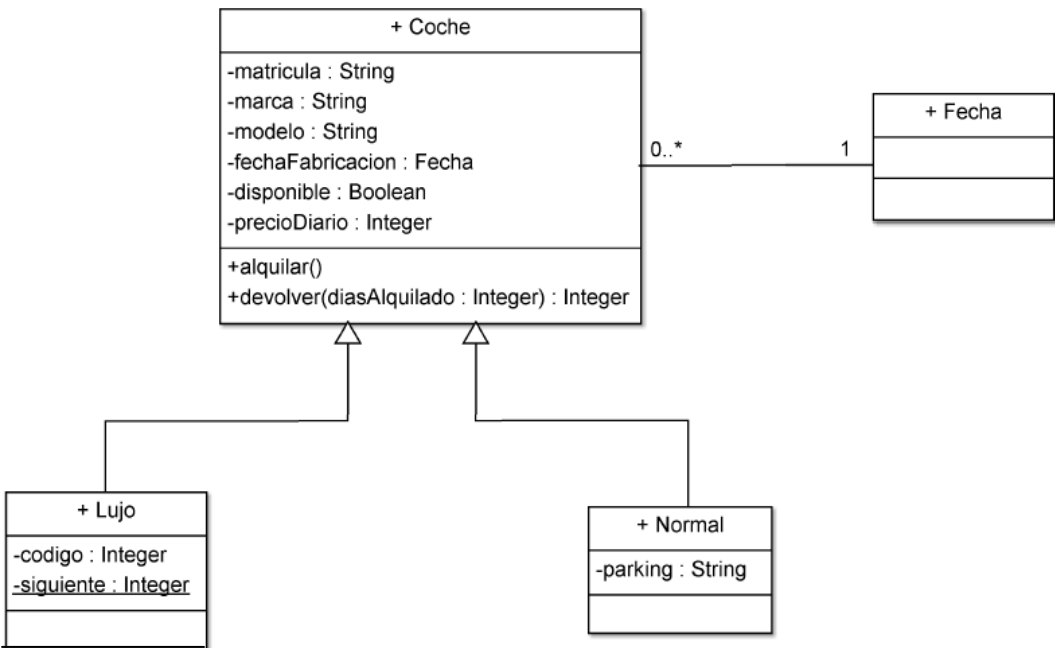 + Coche
-matricula : String
-marca : String
-modelo : String
-fechaFabricacion : Fecha
-disponible : Boolean
-precioDiario : Integer
+alquilar()
+devolver(diasAlquilado : Integer) : Integer
0..*
1
+ Fecha
+ Lujo
-codigo : Integer
-siguiente : Integer
+ Normal
-parking : String